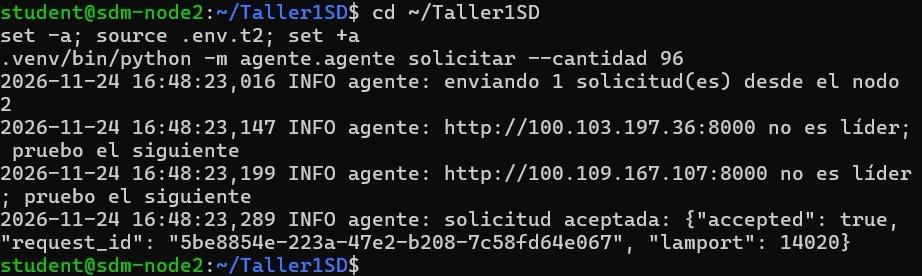 student@sdm-node2:~/Taller1SD$ cd ~/Taller1SD
set -a; source .env.t2; set +a
.venv/bin/python -m agente.agente solicitar --cantidad 96
2026-11-24 16:48:23,016 INFO agente: enviando 1 solicitud(es) desde el nodo
2
2026-11-24 16:48:23,147 INFO agente: http://100.103.197.36:8000 no es líder;
 pruebo el siguiente
2026-11-24 16:48:23,199 INFO agente: http://100.109.167.107:8000 no es líder
; pruebo el siguiente
2026-11-24 16:48:23,289 INFO agente: solicitud aceptada: {"accepted": true,
"request_id": "5be8854e-223a-47e2-b208-7c58fd64e067", "lamport": 14020}
student@sdm-node2:~/Taller1SD$